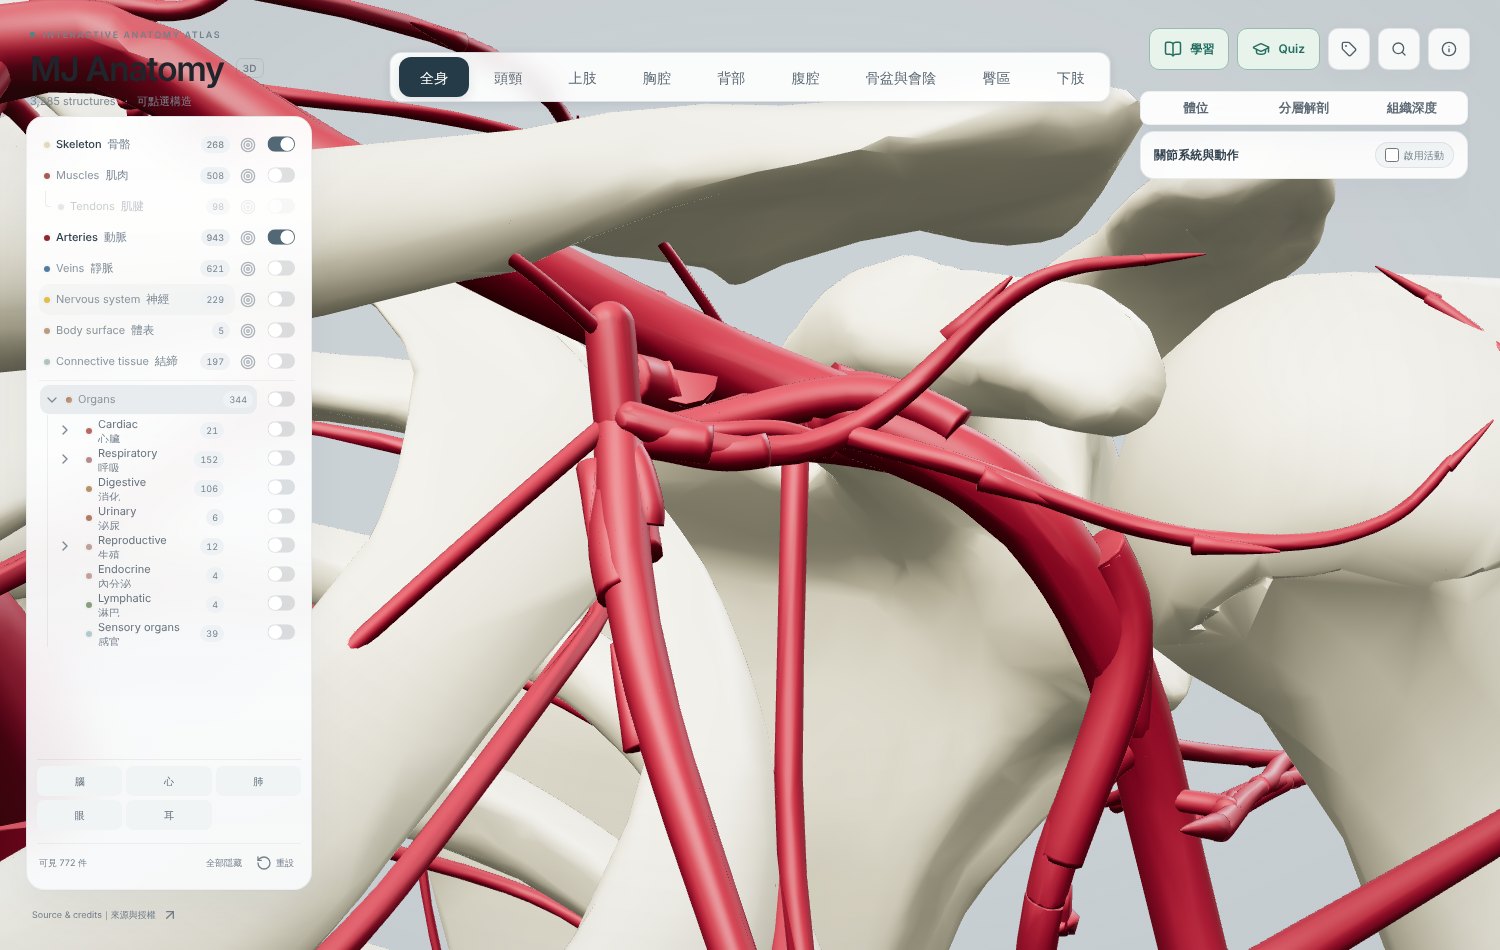 INTERACTIVE ANATOMY ATLAS
MJ Anatomy 3D
3,285 structures 可點選構造
全身 頭頸 上肢 胸腔 背部 腹腔 骨盆與會陰 臀區 下肢
學習 Quiz
體位 分層解剖 組織深度
關節系統與動作 啟用活動
Skeleton 骨骼 268
Muscles 肌肉 508
Tendons 肌腱 98
Arteries 動脈 943
Veins 靜脈 621
Nervous system 神經 229
Body surface 體表 5
Connective tissue 結締 197
Organs 344
Cardiac 21
心臟
Respiratory 152
呼吸
Digestive 106
消化
Urinary 6
泌尿
Reproductive 12
生殖
Endocrine 4
內分泌
Lymphatic 4
淋巴
Sensory organs 39
感官
腦 心 肺
眼 耳
可見 772 件 全部隱藏 重設
Source & credits | 來源與授權